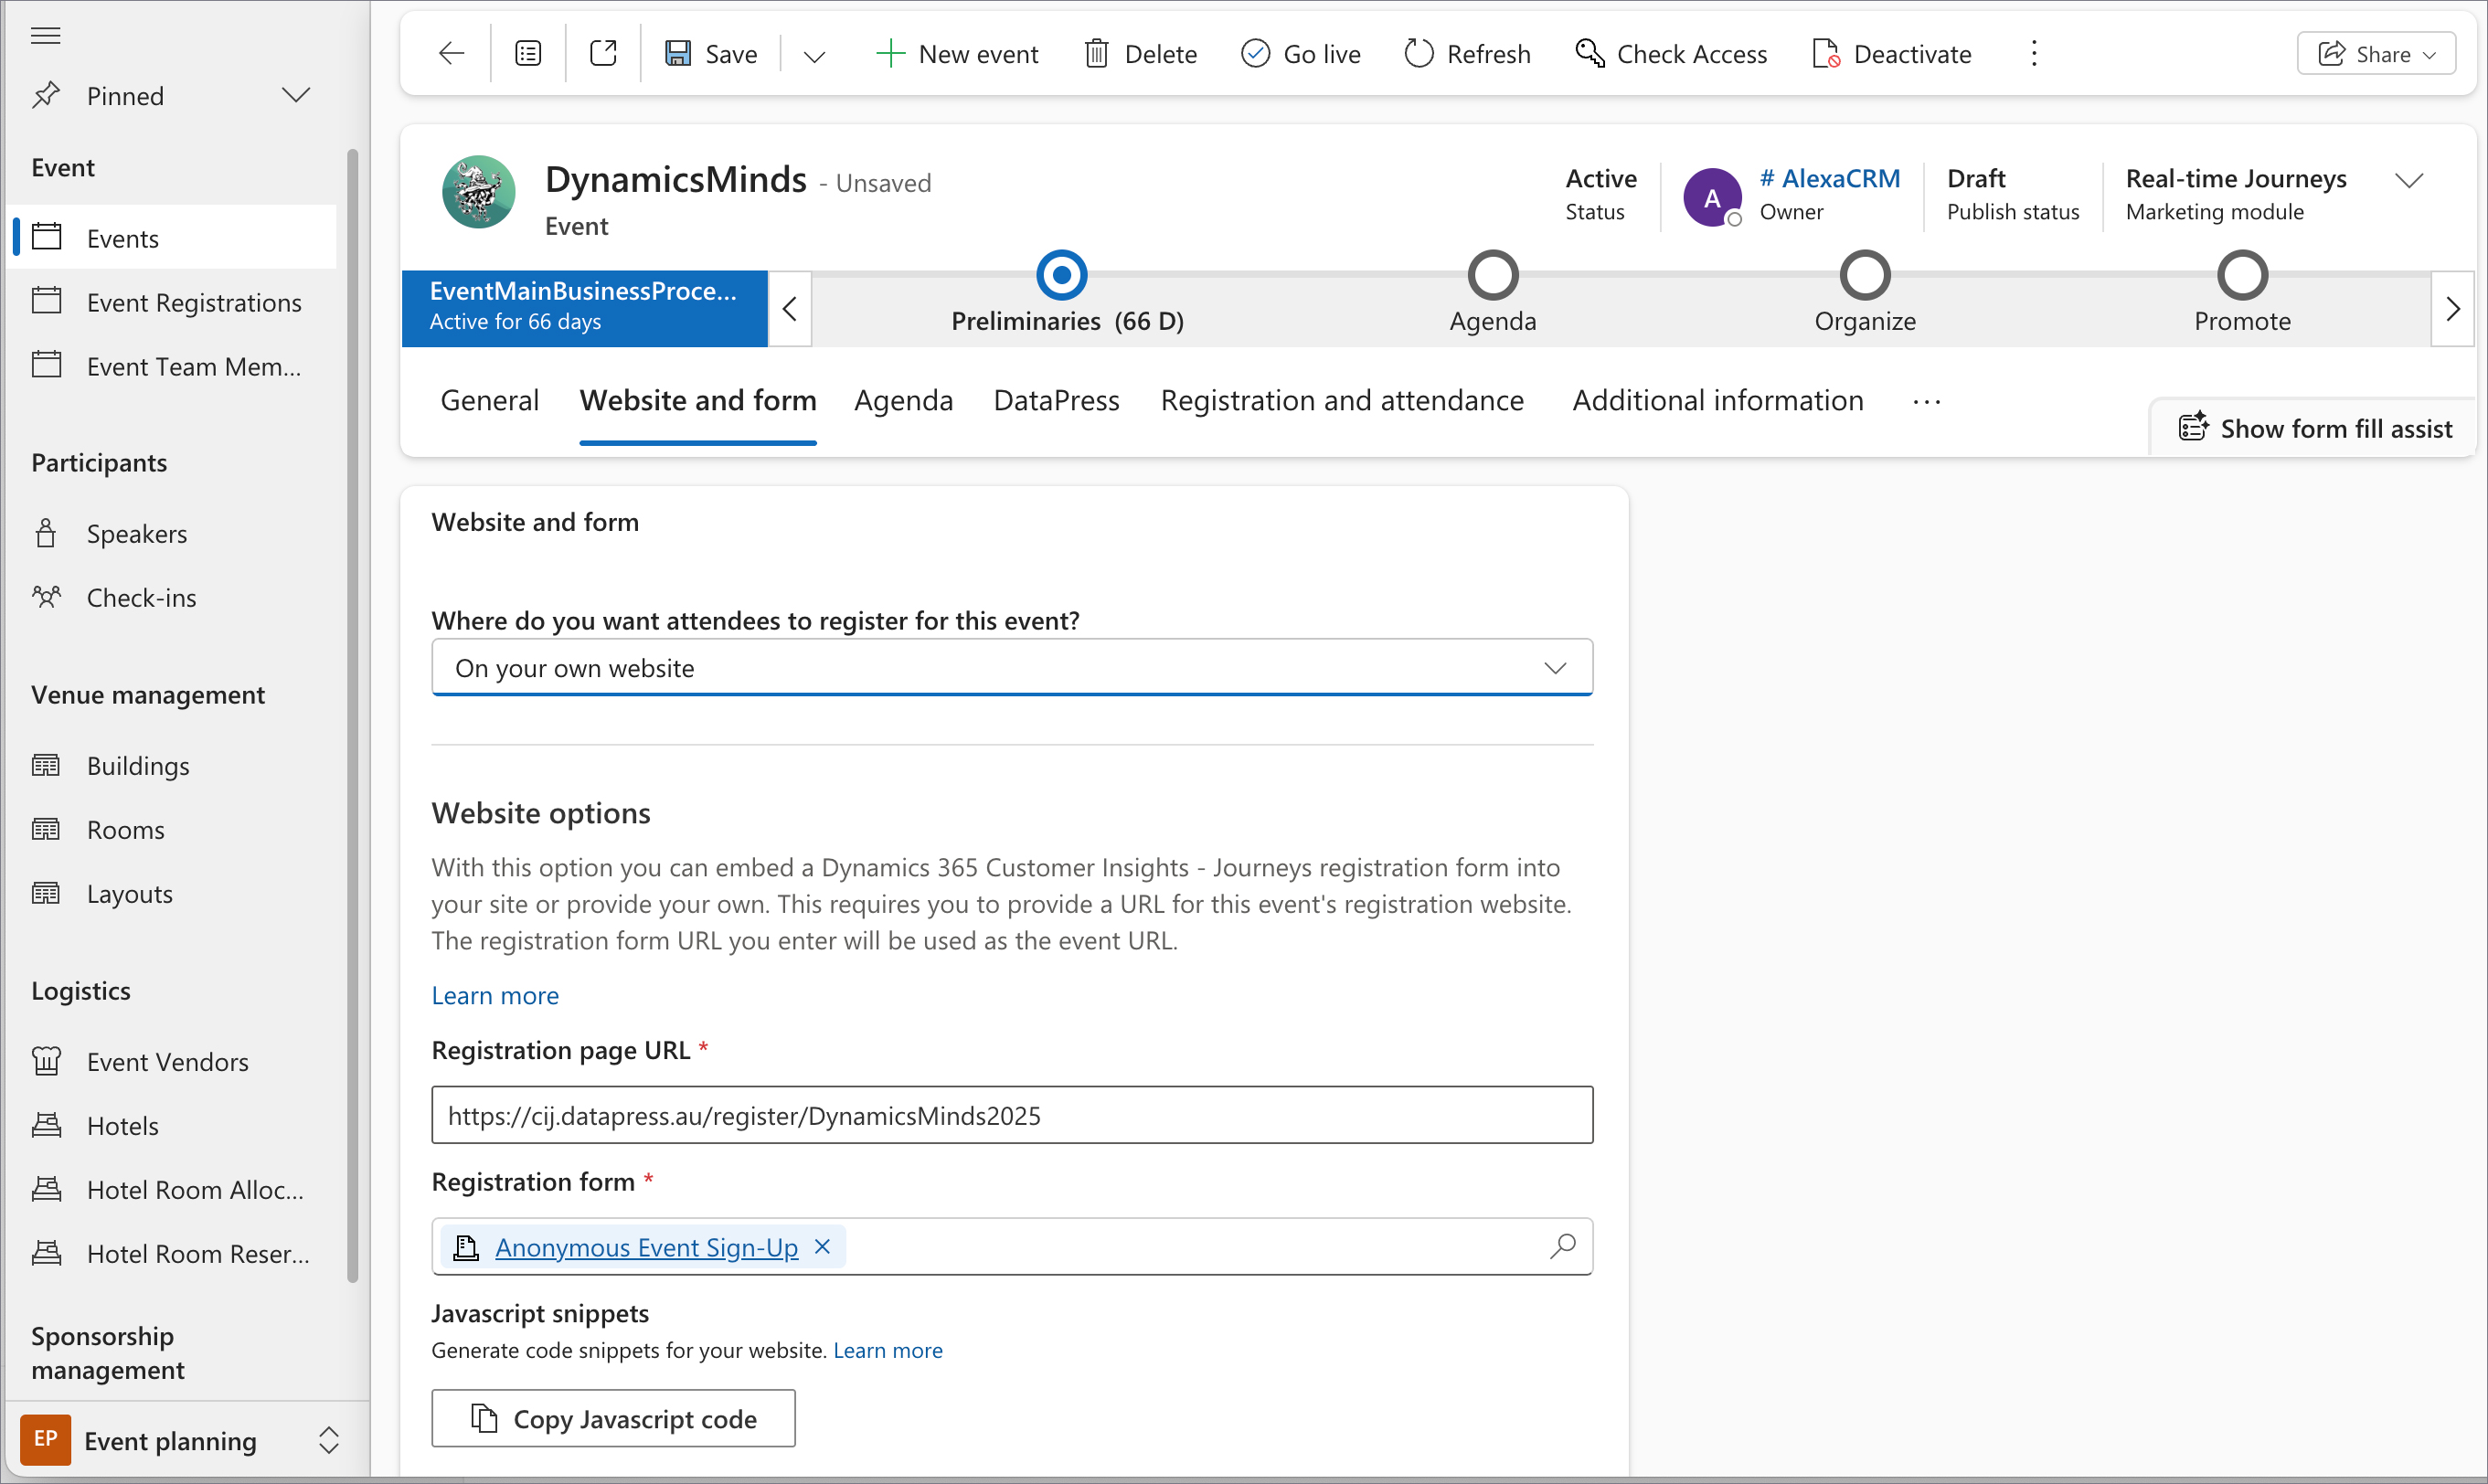 Pinned
Event
Events
Event Registrations
Event Team Mem...
Participants
Speakers
Check-ins
Venue management
Buildings
Rooms
Layouts
Logistics
Event Vendors
Hotels
Hotel Room Alloc...
Hotel Room Reser...
Sponsorship
management
EP Event planning
Save
New event
Delete
Go live
Refresh
Check Access
Deactivate
Share
DynamicsMinds - Unsaved
Event
Active
Status
A
# AlexaCRM
Owner
Draft
Publish status
Real-time Journeys
Marketing module
EventMainBusinessProce...
Active for 66 days
Preliminaries (66 D)
Agenda
Organize
Promote
General
Website and form
Agenda
DataPress
Registration and attendance
Additional information
...
Show form fill assist
Website and form
Where do you want attendees to register for this event?
On your own website
Website options
With this option you can embed a Dynamics 365 Customer Insights - Journeys registration form into
your site or provide your own. This requires you to provide a URL for this event's registration website.
The registration form URL you enter will be used as the event URL.
Learn more
Registration page URL *
https://cij.datapress.au/register/DynamicsMinds2025
Registration form *
Anonymous Event Sign-Up
Javascript snippets
Generate code snippets for your website. Learn more
Copy Javascript code